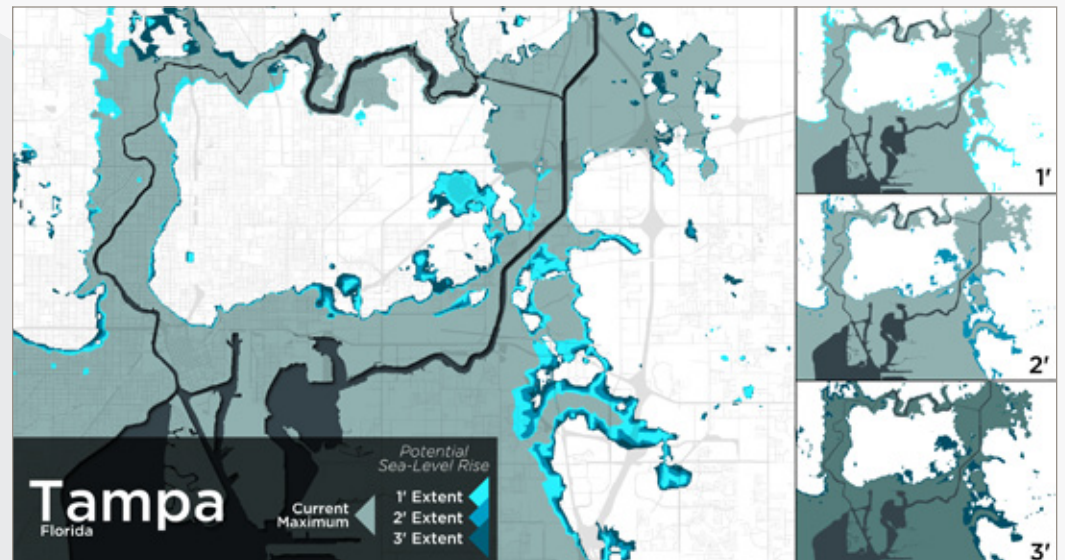 Tampa
Florida
Current
Maximum
Potential
Sea-Level Rise
1' Extent
2' Extent
3' Extent
1'
2'
3'